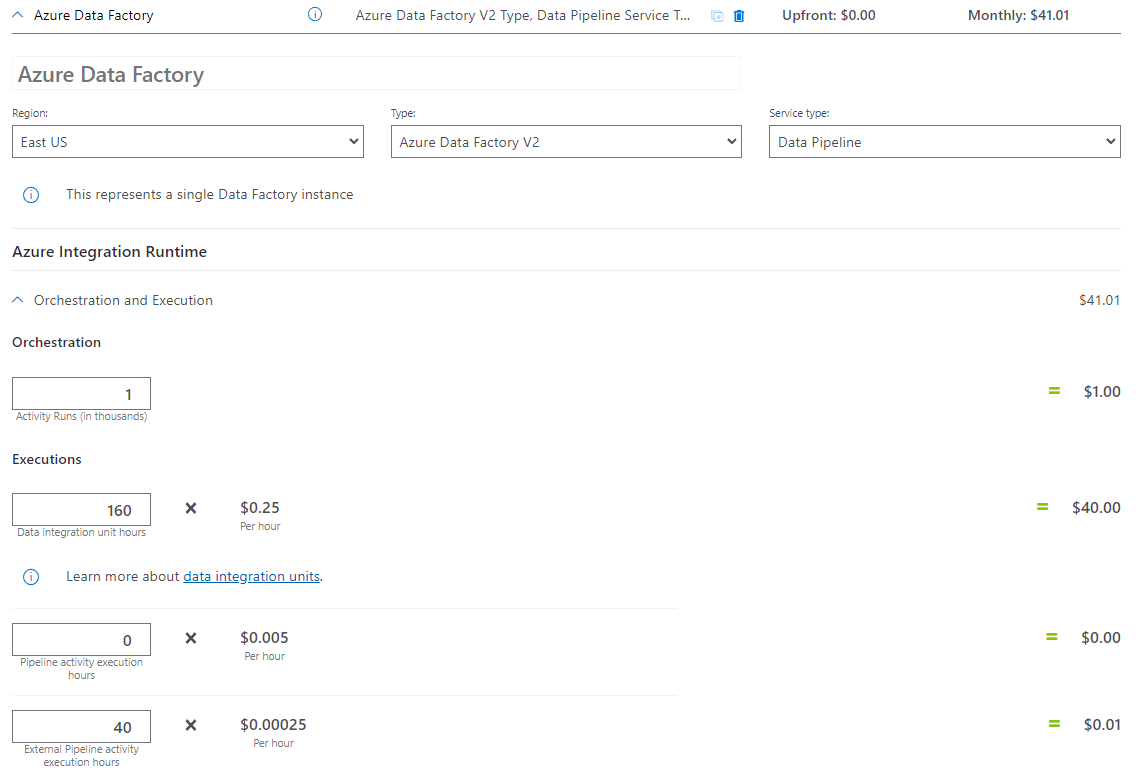 Azure Data Factory
Azure Data Factory V2 Type, Data Pipeline Service T...
Upfront: $0.00
Monthly: $41.01
Azure Data Factory
Region:
Type:
Service type:
East US
Azure Data Factory V2
Data Pipeline
This represents a single Data Factory instance
Azure Integration Runtime
Orchestration and Execution
$41.01
Orchestration
1
= $1.00
Activity Runs (in thousands)
Executions
160 × $0.25 = $40.00
Data integration unit hours
Per hour
Learn more about data integration units.
0 × $0.005 = $0.00
Pipeline activity execution
hours
Per hour
40 × $0.00025 = $0.01
External Pipeline activity
execution hours
Per hour